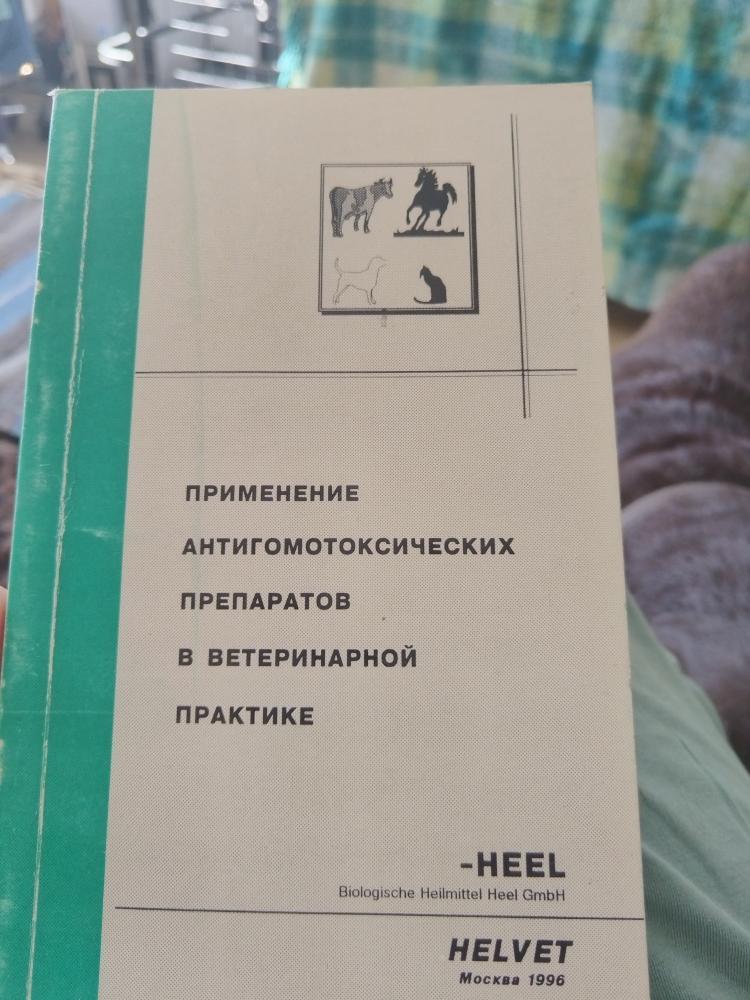 ПРИМЕНЕНИЕ
АНТИГОМОТОКСИЧЕСКИХ
ПРЕПАРАТОВ
В ВЕТЕРИНАРНОЙ
ПРАКТИКЕ
-HEEL
Biologische Heilmittel Heel GmbH
HELVET
Москва 1996